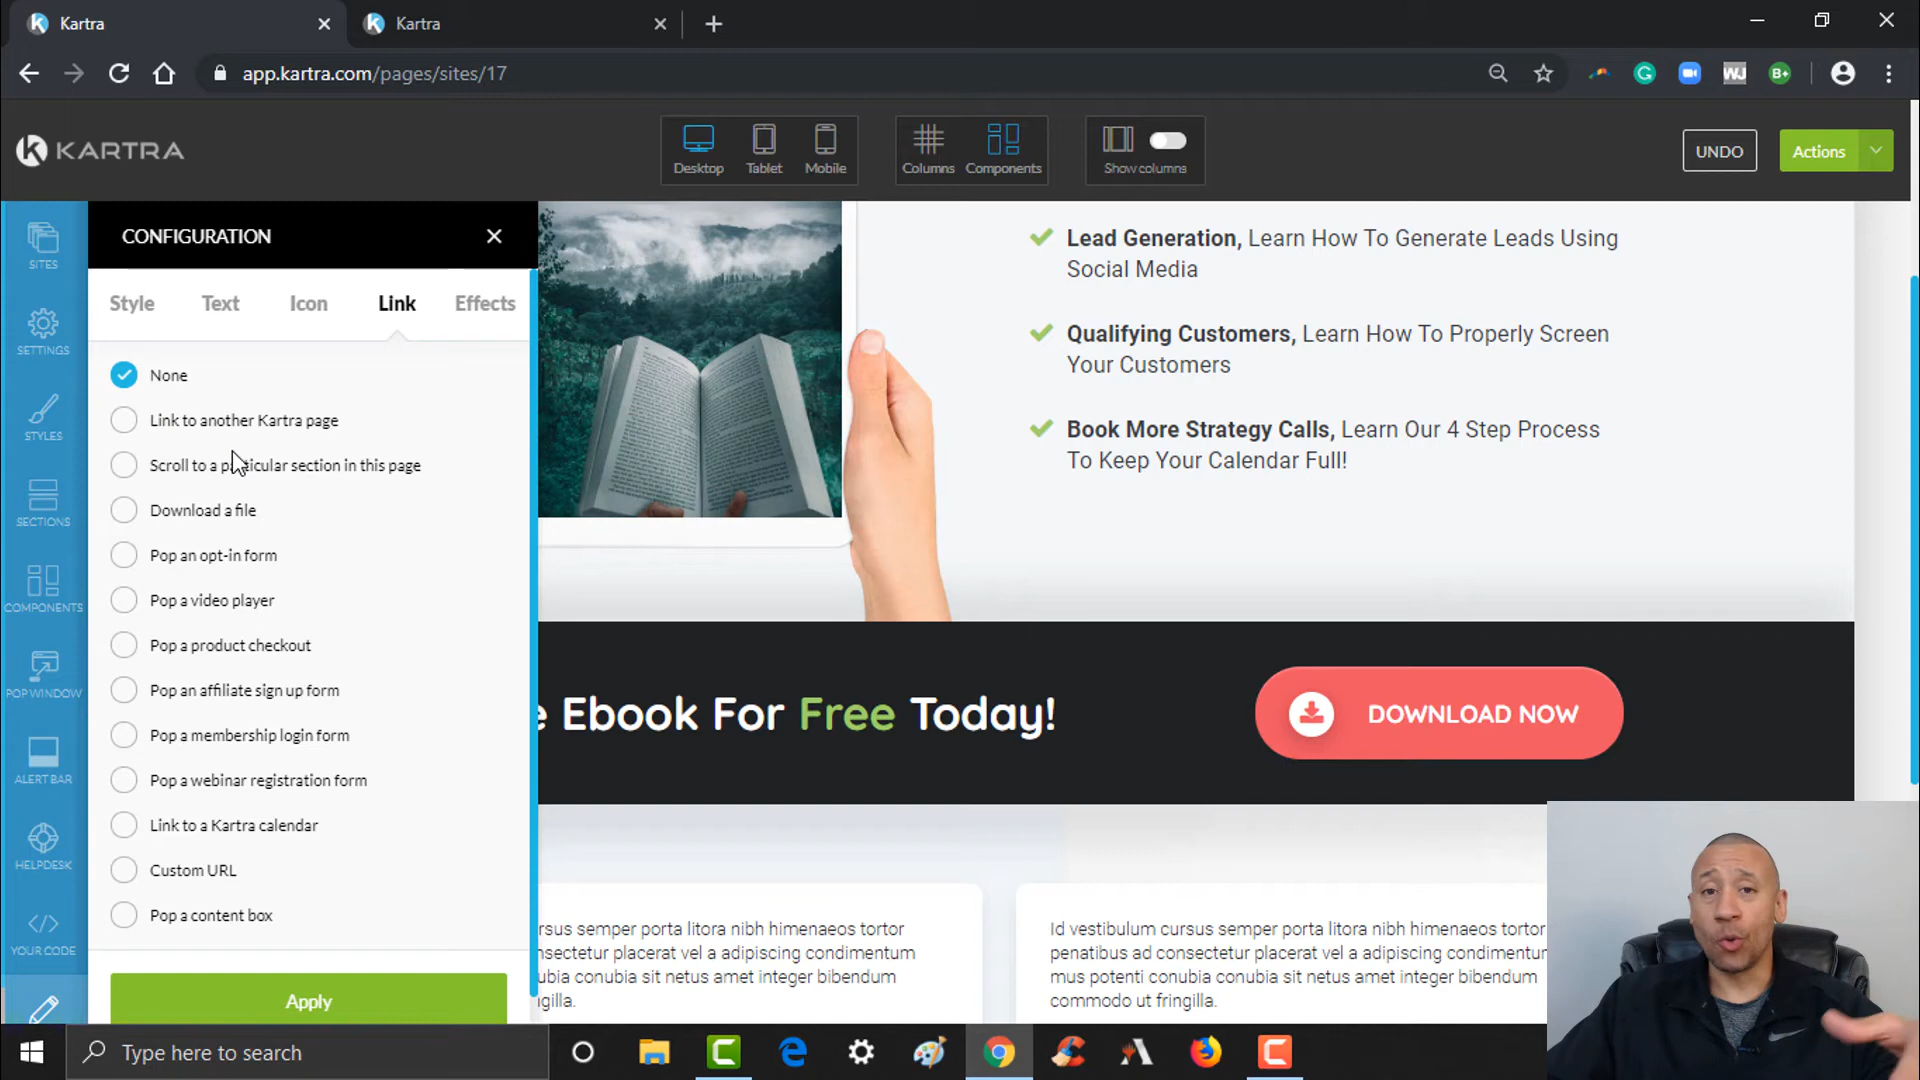 Kartra
Kartra
app.kartra.com/pages/sites/17
KARTRA
Desktop
Tablet
Mobile
Columns
Components
Show columns
UNDO
Actions
SITES
SETTINGS
STYLES
SECTIONS
COMPONENTS
POP WINDOW
ALERT BAR
HELPDESK
YOUR CODE
CONFIGURATION
Style
Text
Icon
Link
Effects
None
Link to another Kartra page
Scroll to a particular section in this page
Download a file
Pop an opt-in form
Pop a video player
Pop a product checkout
Pop an affiliate sign up form
Pop a membership login form
Pop a webinar registration form
Link to a Kartra calendar
Custom URL
Pop a content box
Apply
Lead Generation, Learn How To Generate Leads Using
Social Media
Qualifying Customers, Learn How To Properly Screen
Your Customers
Book More Strategy Calls, Learn Our 4 Step Process
To Keep Your Calendar Full!
Ebook For Free Today!
DOWNLOAD NOW
semper porta litora nibh himenaeos tortor
placerat vel a adipiscing condimentum
conubia sit netus amet integer bibendum
Id vestibulum cursus semper porta litora nibh himenaeos tortor
penatibus ad consectetur placerat vel a adipiscing condimentum
mus potenti conubia conubia sit netus amet integer bibendum
commodo ut fringilla.
Type here to search